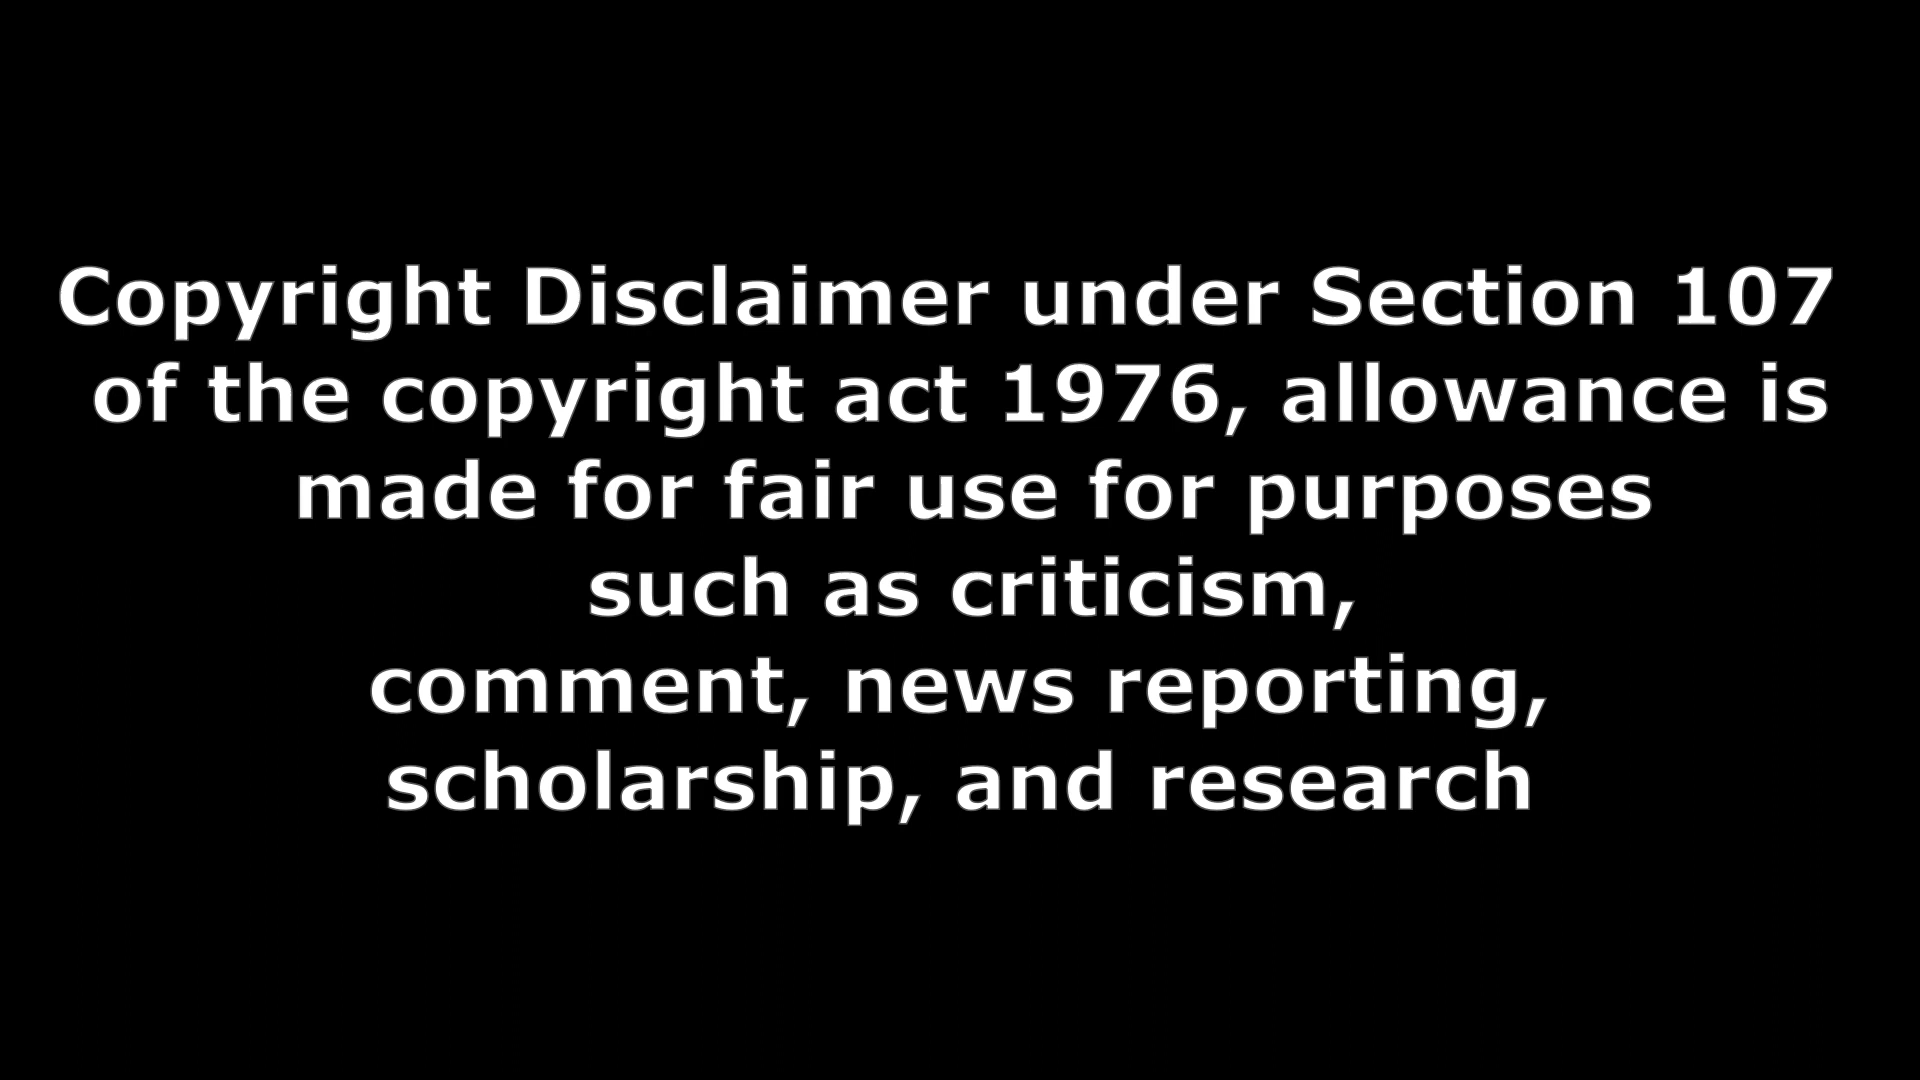 Copyright Disclaimer under Section 107
of the copyright act 1976, allowance is
made for fair use for purposes
such as criticism,
comment, news reporting,
scholarship, and research